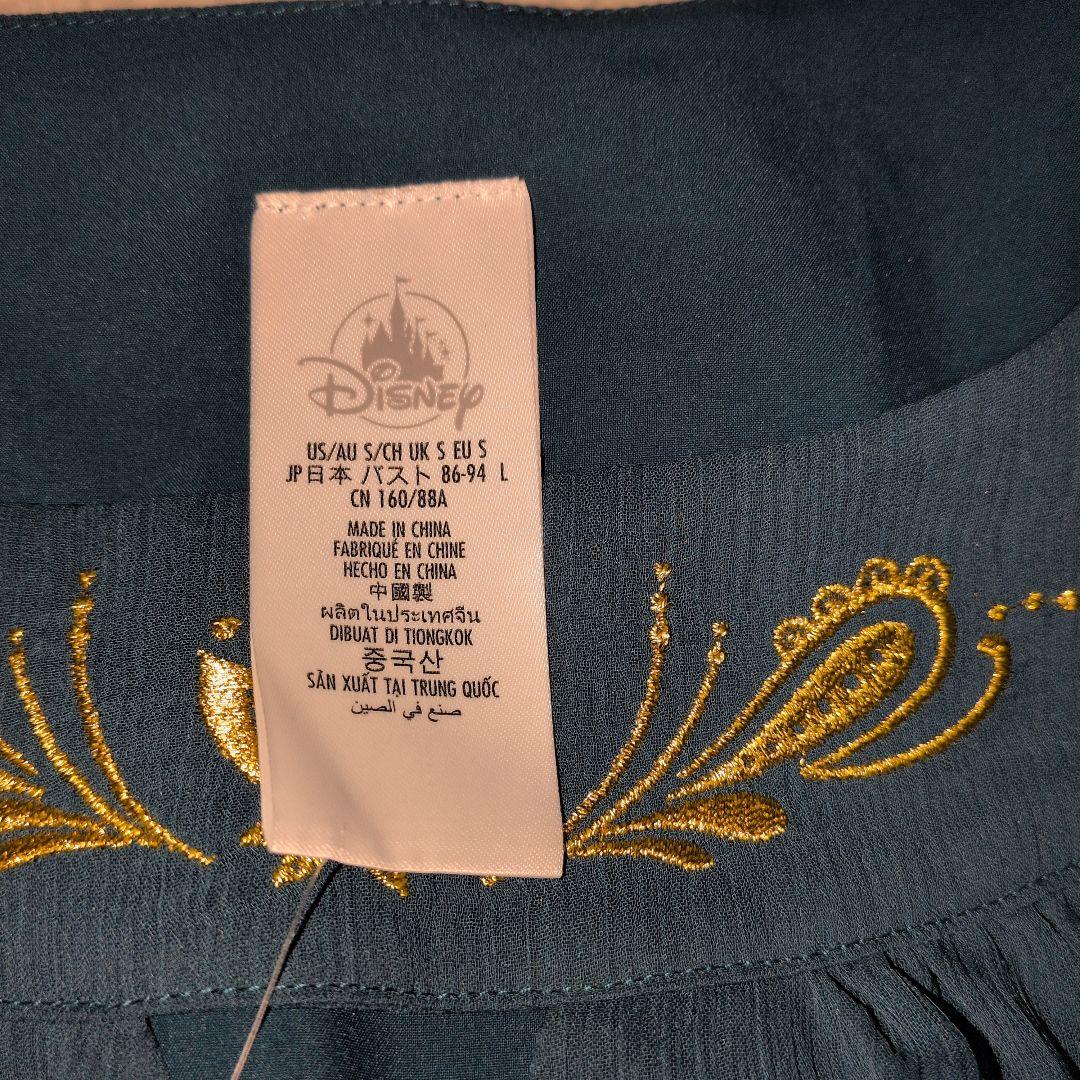 Disney
US/AU S/CH UK S EU S
JP日本 バスト 86-94 L
CN 160/88A
MADE IN CHINA
FABRIQUÉ EN CHINE
HECHO EN CHINA
中國製
ผลิตในประเทศจีน
DIBUAT DI TIONGKOK
중국산
SẢN XUẤT TẠI TRUNG QUỐC
صنع في الصين